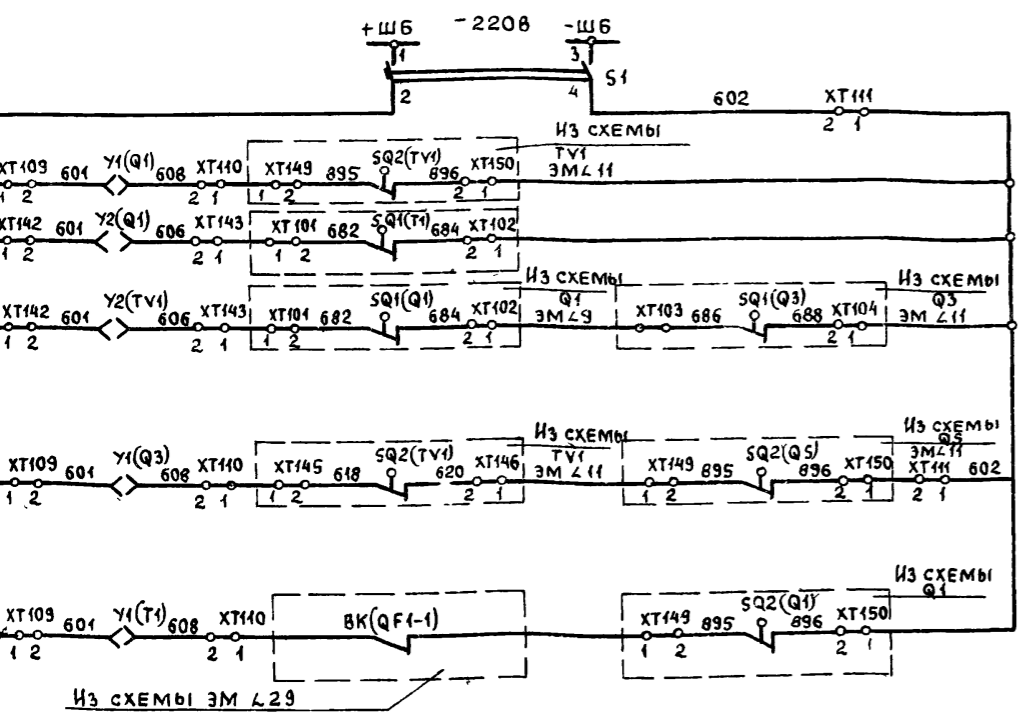 +ШБ -220В -ШБ
1 3
S1
2 4
602 XT111
2 1
ИЗ СХЕМЫ
TV1
ЭМ∠11
XT109 601 Y1(Q1) 608 XT110 XT149 895 SQ2(TV1) 896 XT150
1 2 2 1 1 2 2 1
XT142 601 Y2(Q1) 606 XT143 XT101 682 SQ1(T1) 684 XT102
1 2 2 1 1 2 2 1
ИЗ СХЕМЫ ИЗ СХЕМЫ
Q1 Q3
ЭМ∠9 ЭМ∠11
XT142 601 Y2(TV1) 606 XT143 XT101 682 SQ1(Q1) 684 XT102 XT103 686 SQ1(Q3) 688 XT104
1 2 2 1 1 2 2 1 2 1
ИЗ СХЕМЫ ИЗ СХЕМЫ
TV1 Q5
ЭМ∠11 ЭМ∠11
XT109 601 Y1(Q3) 608 XT110 XT145 618 SQ2(TV1) 620 XT146 XT149 895 SQ2(Q5) 896 XT150 XT111 602
1 2 2 1 1 2 2 1 1 2 2 1 2 1
ИЗ СХЕМЫ
Q1
XT109 601 Y1(T1) 608 XT110 ВК(QF1-1) XT149 895 SQ2(Q1) 896 XT150
1 2 2 1 1 2 2 1
ИЗ СХЕМЫ ЭМ ∠29